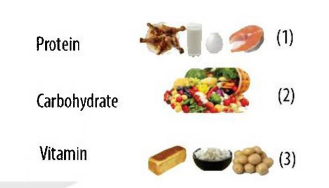 Protein (1)
Carbohydrate (2)
Vitamin (3)